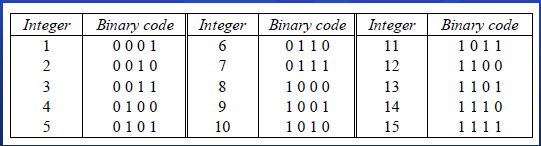 Integer Binary code Integer Binary code Integer Binary code
1 0 0 0 1 6 0 1 1 0 11 1 0 1 1
2 0 0 1 0 7 0 1 1 1 12 1 1 0 0
3 0 0 1 1 8 1 0 0 0 13 1 1 0 1
4 0 1 0 0 9 1 0 0 1 14 1 1 1 0
5 0 1 0 1 10 1 0 1 0 15 1 1 1 1